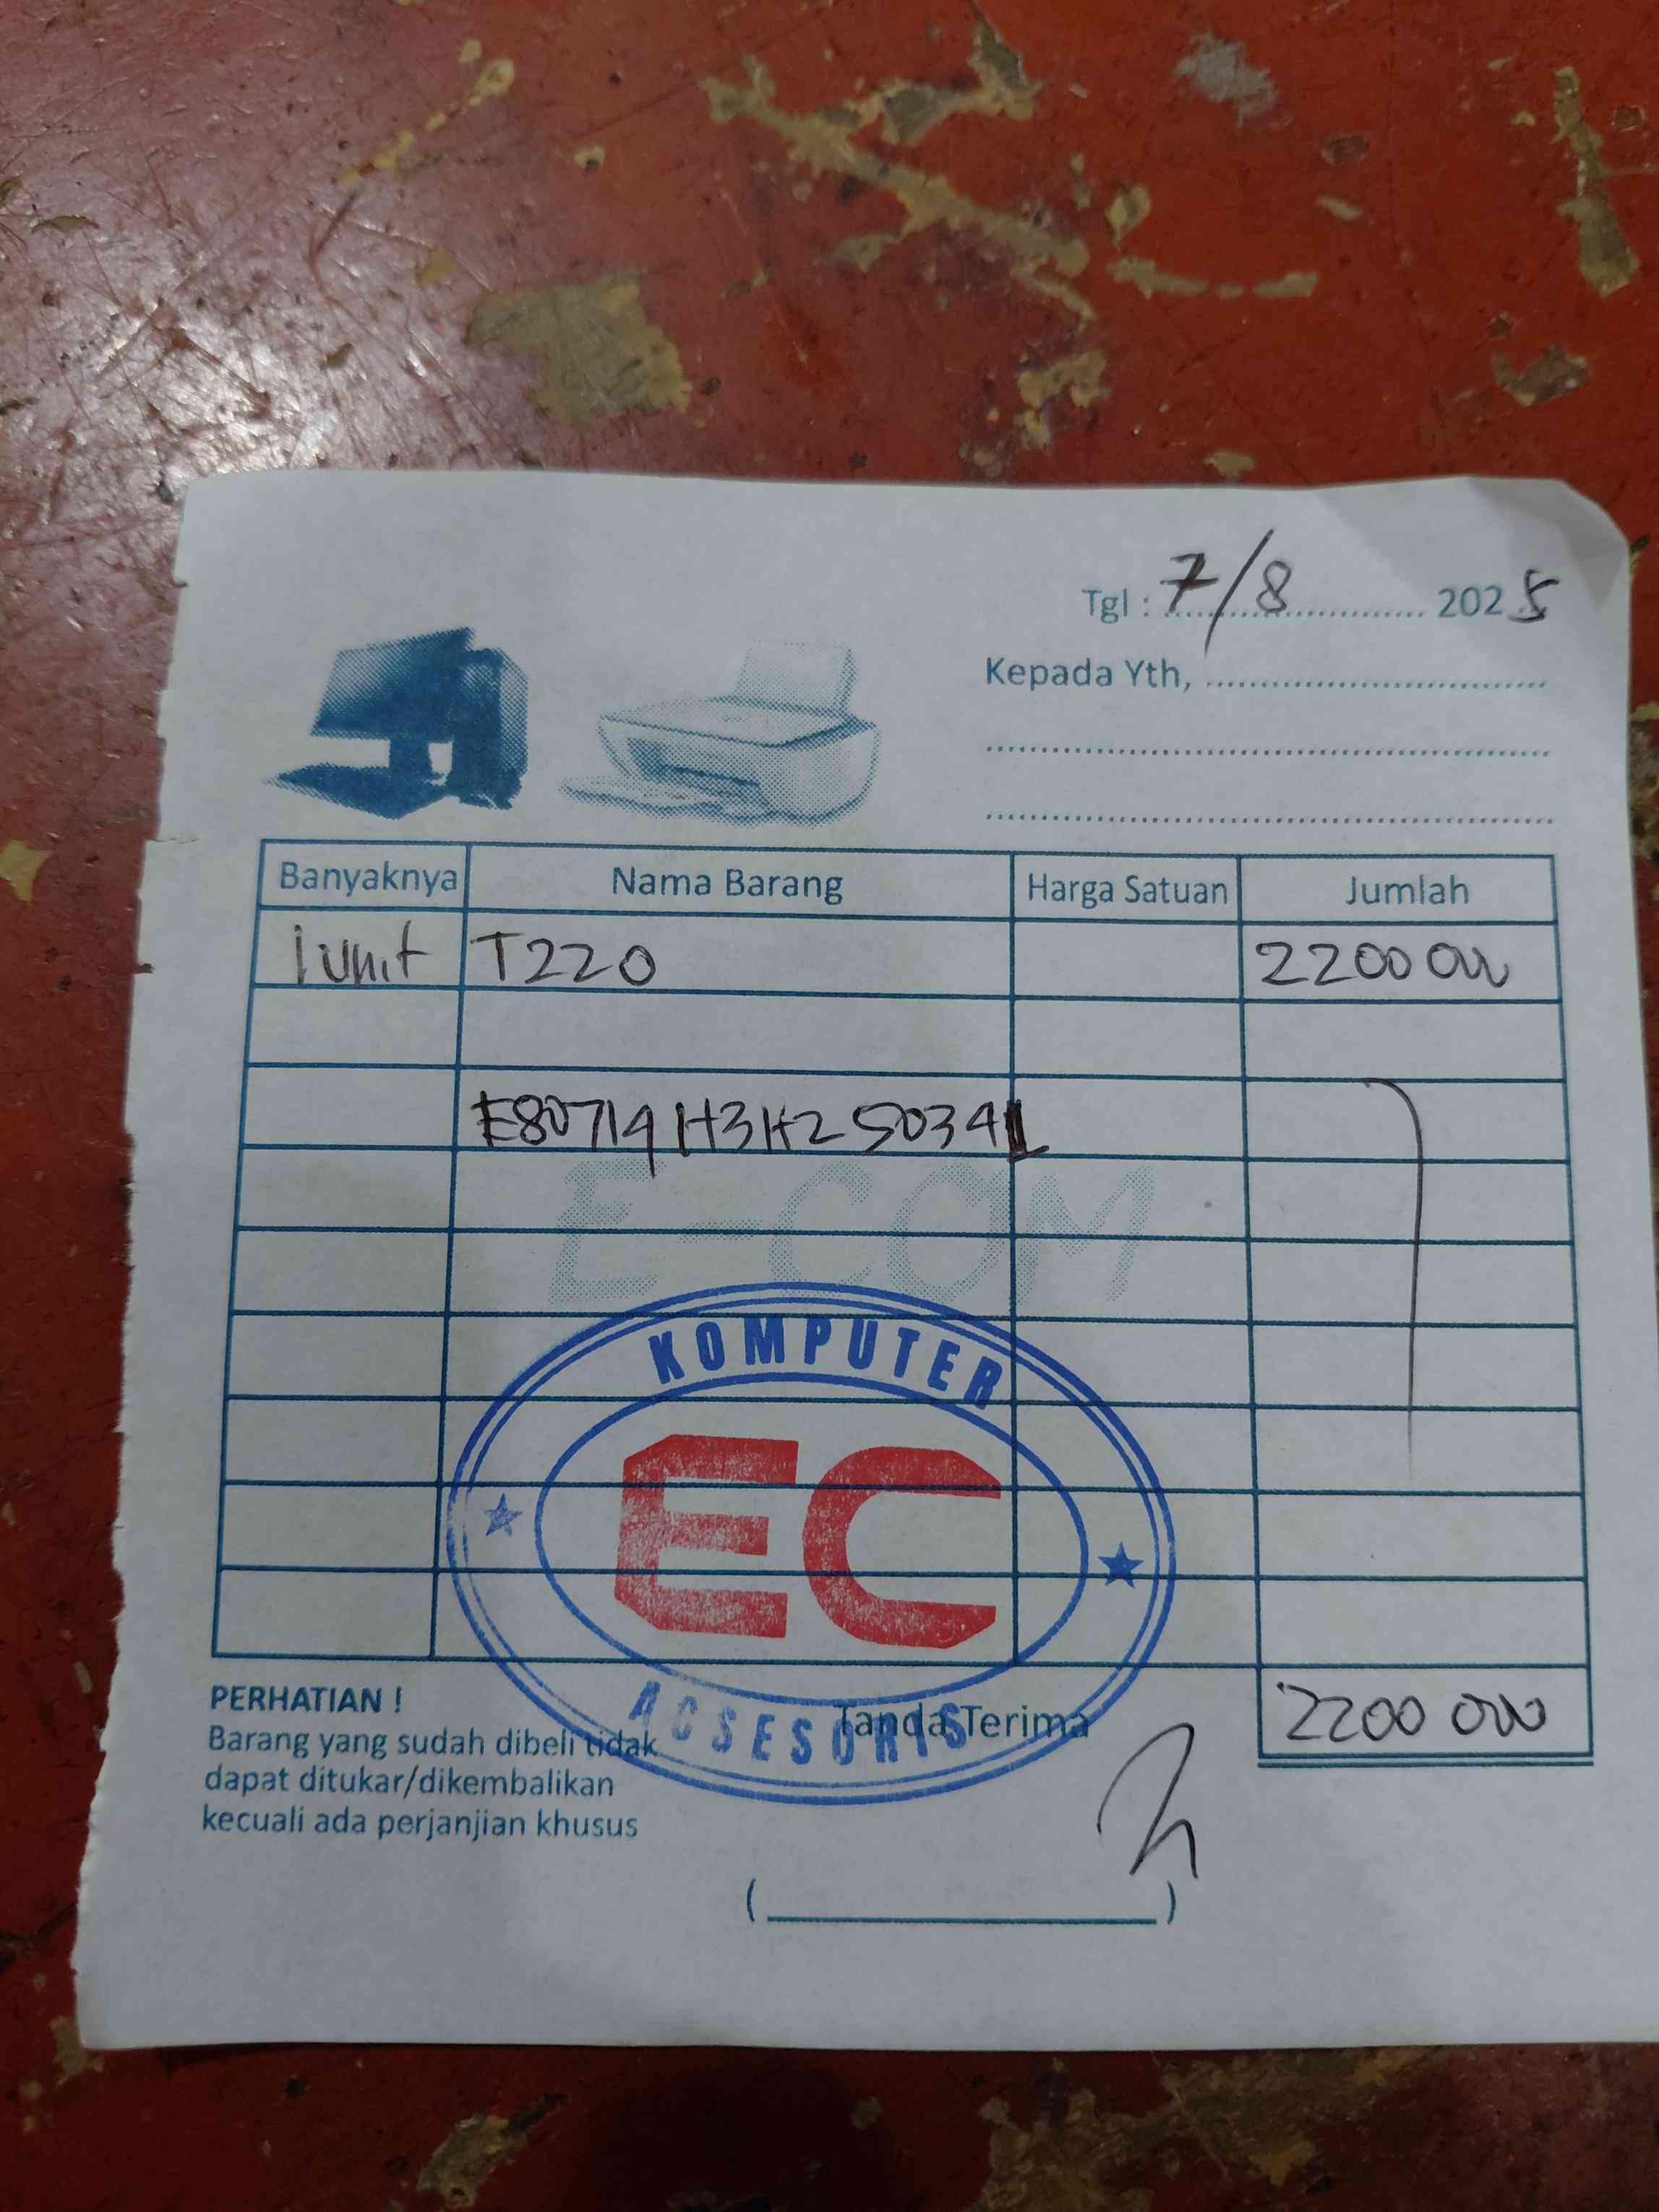 Tgl : 7/8 2025
Kepada Yth,
Banyaknya Nama Barang Harga Satuan Jumlah
1 unit T220 2200 000
E80719H3H250341
E-COM
KOMPUTER
EC
ACSESORIS
PERHATIAN !
Barang yang sudah dibeli tidak
dapat ditukar/dikembalikan
kecuali ada perjanjian khusus
Tanda Terima
2200 000
( )